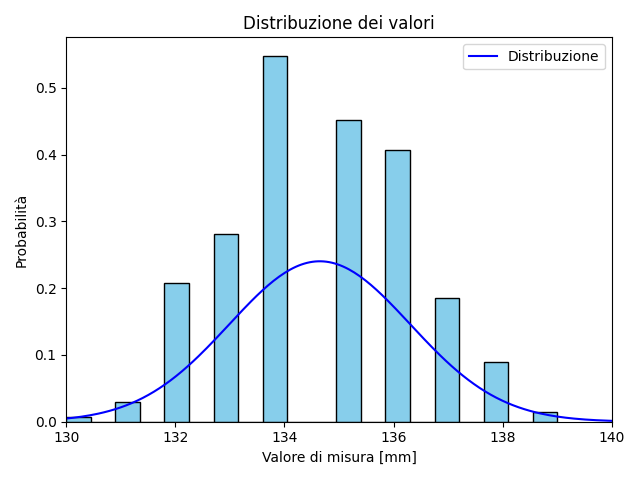 Distribuzione dei valori
Distribuzione
Probabilità
0.5
0.4
0.3
0.2
0.1
0.0
130 132 134 136 138 140
Valore di misura [mm]